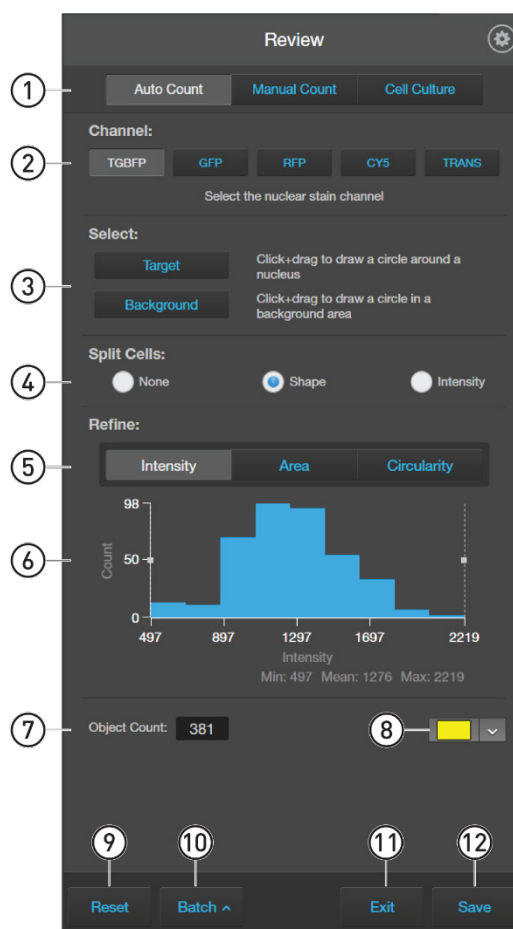 Review
1 Auto Count Manual Count Cell Culture
Channel:
2 TGBFP GFP RFP CY5 TRANS
Select the nuclear stain channel
Select:
Target Click+drag to draw a circle around a
nucleus
3
Background Click+drag to draw a circle in a
background area
Split Cells:
4 None Shape Intensity
Refine:
5 Intensity Area Circularity
98
6 Count 50
0
497 897 1297 1697 2219
Intensity
Min: 497 Mean: 1276 Max: 2219
7 Object Count: 381 8
9 10 11 12
Reset Batch Exit Save